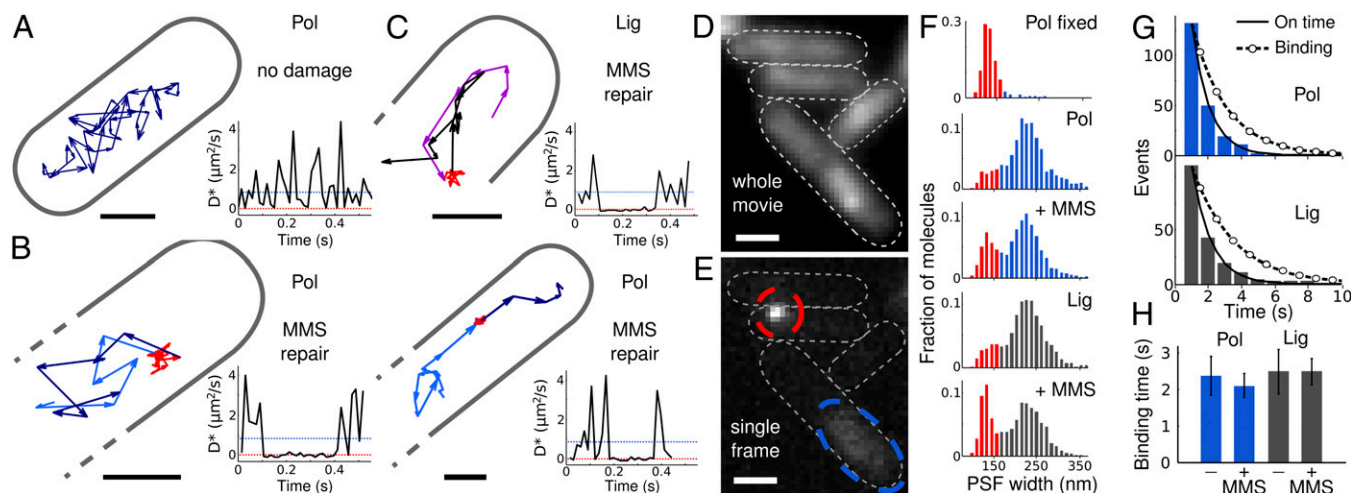 A
Pol
no damage
4
2
0
D* (µm²/s)
0 0.2 0.4
Time (s)
B
Pol
MMS
repair
4
2
0
D* (µm²/s)
0 0.2 0.4
Time (s)
C
Lig
MMS
repair
4
2
0
D* (µm²/s)
0 0.2 0.4
Time (s)
Pol
MMS
repair
4
2
0
D* (µm²/s)
0 0.2 0.4
Time (s)
D
whole
movie
E
single
frame
F
Fraction of molecules
0.3
Pol fixed
0
0.1
Pol
0
0.1
+ MMS
0
0.1
Lig
0
0.1
+ MMS
0
150 250 350
PSF width (nm)
G
On time
Binding
Events
100
50
0
Pol
50
0
Lig
0 2 4 6 8 10
Time (s)
H
Binding time (s)
3
2
1
0
Pol Lig
– + – +
MMS MMS